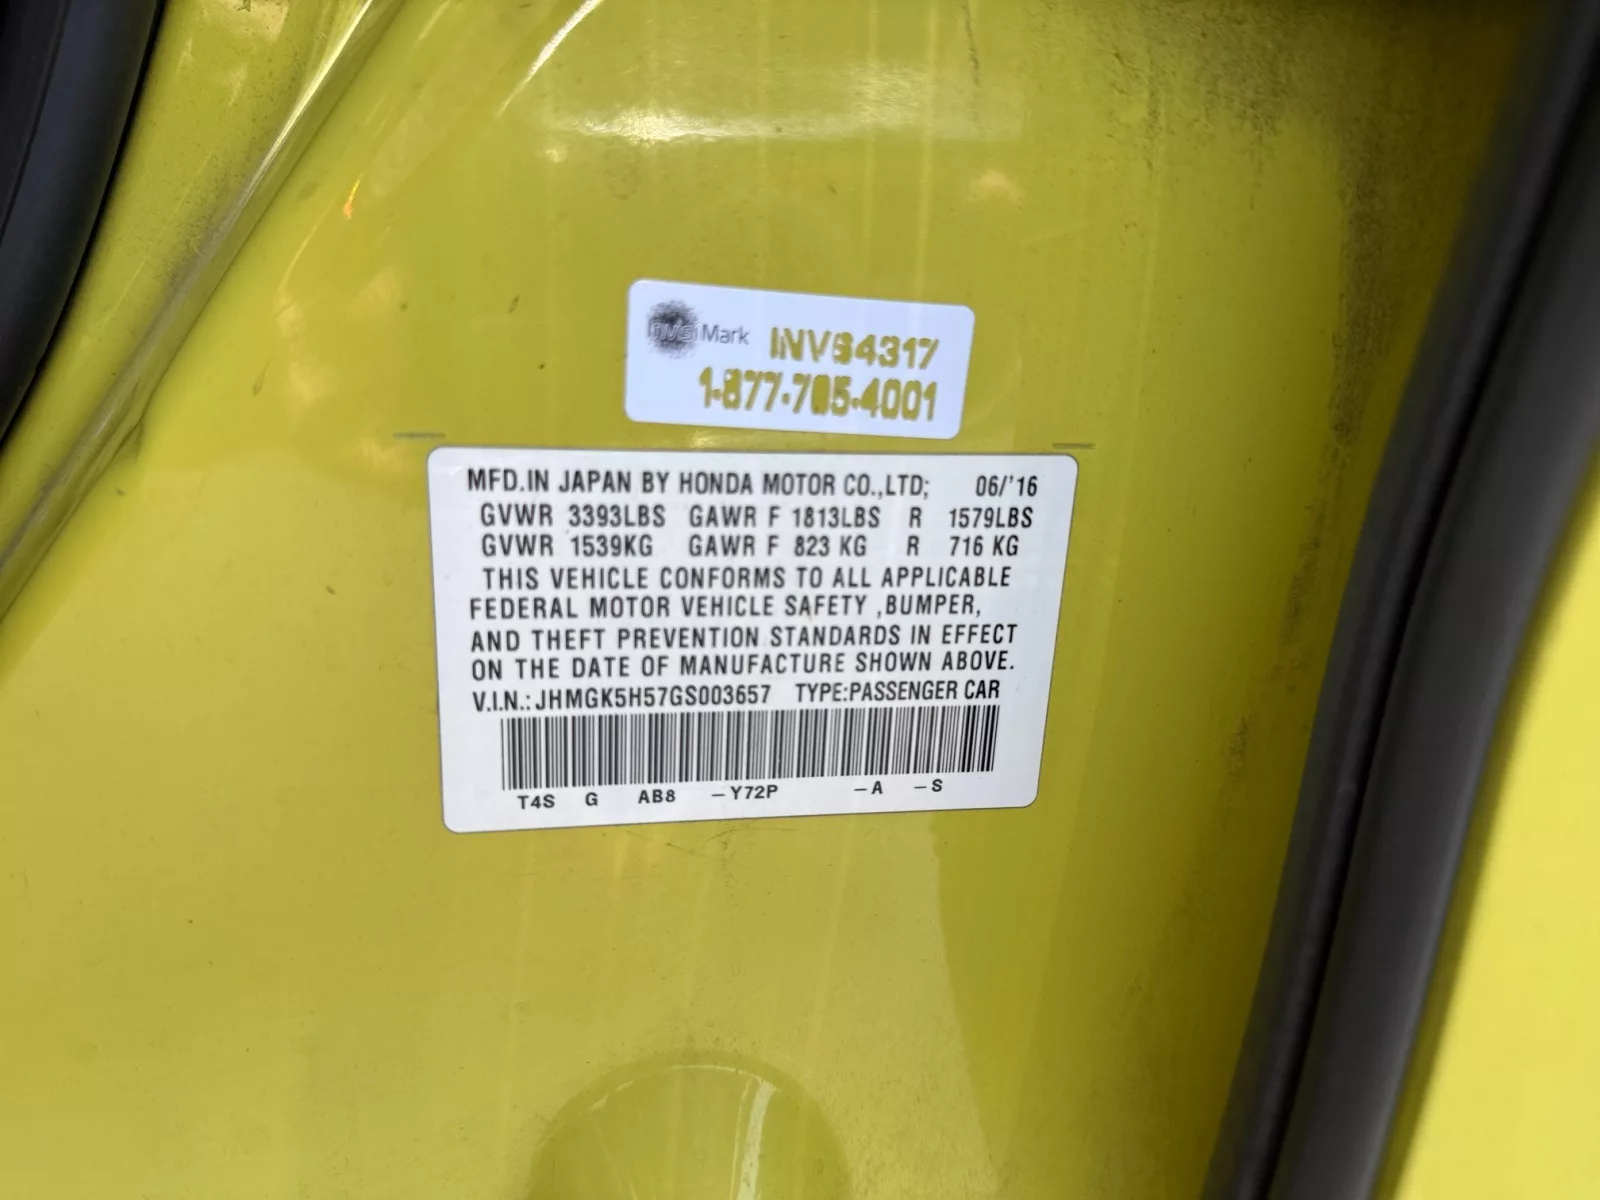 invs Mark INVS4317
1-877-705-4001
MFD.IN JAPAN BY HONDA MOTOR CO.,LTD; 06/'16
GVWR 3393LBS GAWR F 1813LBS R 1579LBS
GVWR 1539KG GAWR F 823 KG R 716 KG
THIS VEHICLE CONFORMS TO ALL APPLICABLE
FEDERAL MOTOR VEHICLE SAFETY ,BUMPER,
AND THEFT PREVENTION STANDARDS IN EFFECT
ON THE DATE OF MANUFACTURE SHOWN ABOVE.
V.I.N.: JHMGK5H57GS003657 TYPE:PASSENGER CAR
T4S G AB8 -Y72P -A -S